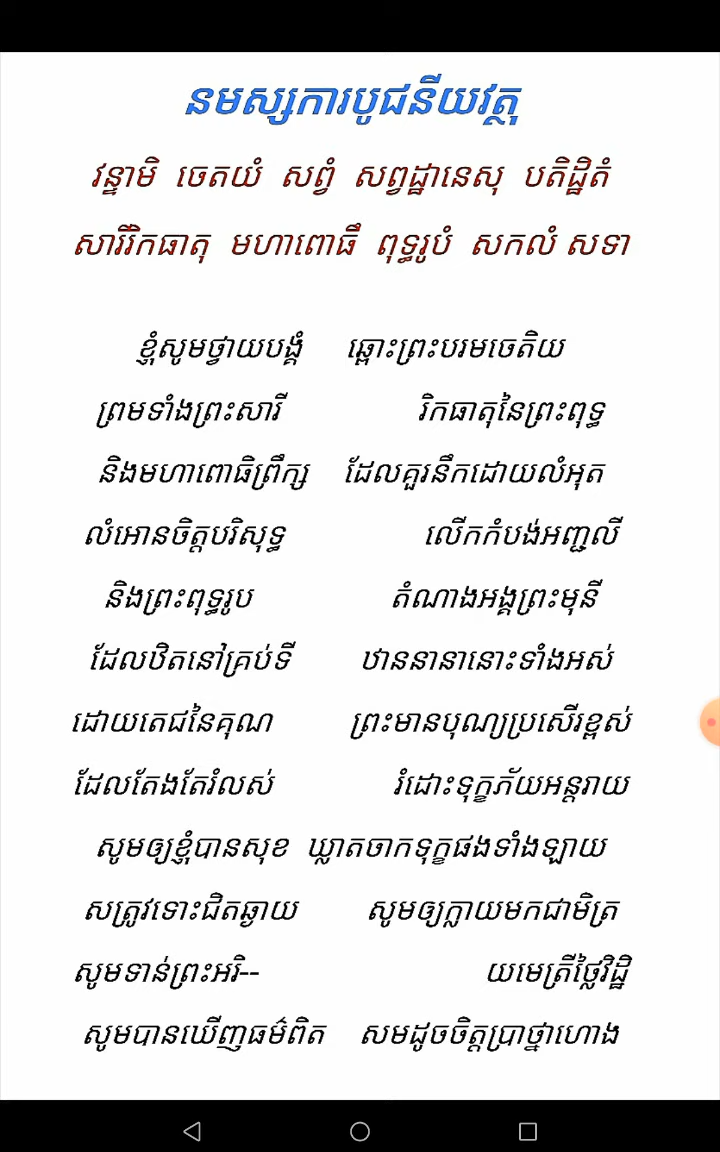 នមស្សការបូជនីយវត្ថុ
វន្ទាមិ ចេតយំ សព្វំ សព្វដ្ឋានេសុ បតិដ្ឋិតំ
សារីរិកធាតុ មហាពោធឹ ពុទ្ធរូបំ សកលំ សទា
ខ្ញុំសូមថ្វាយបង្គំ ឆ្ពោះព្រះបរមចេតិយ
ព្រមទាំងព្រះសារី រិកធាតុនៃព្រះពុទ្ធ
និងមហាពោធិព្រឹក្ស ដែលគួរនឹកដោយលំអុត
លំអោនចិត្តបរិសុទ្ធ លើកកំបង់អញ្ជលី
និងព្រះពុទ្ធរូប តំណាងអង្គព្រះមុនី
ដែលឋិតនៅគ្រប់ទី ឋាននានានោះទាំងអស់
ដោយតេជនៃគុណ ព្រះមានបុណ្យប្រសើរខ្ពស់
ដែលតែងតែរំលស់ រំដោះទុក្ខភ័យអន្តរាយ
សូមឲ្យខ្ញុំបានសុខ ឃ្លាតចាកទុក្ខផងទាំងឡាយ
សត្រូវទោះជិតឆ្ងាយ សូមឲ្យក្លាយមកជាមិត្រ
សូមទាន់ព្រះអរិ-- យមេត្រីថ្លៃវិដ្ឋិ
សូមបានឃើញធម៌ពិត សមដូចចិត្តប្រាថ្នាហោង